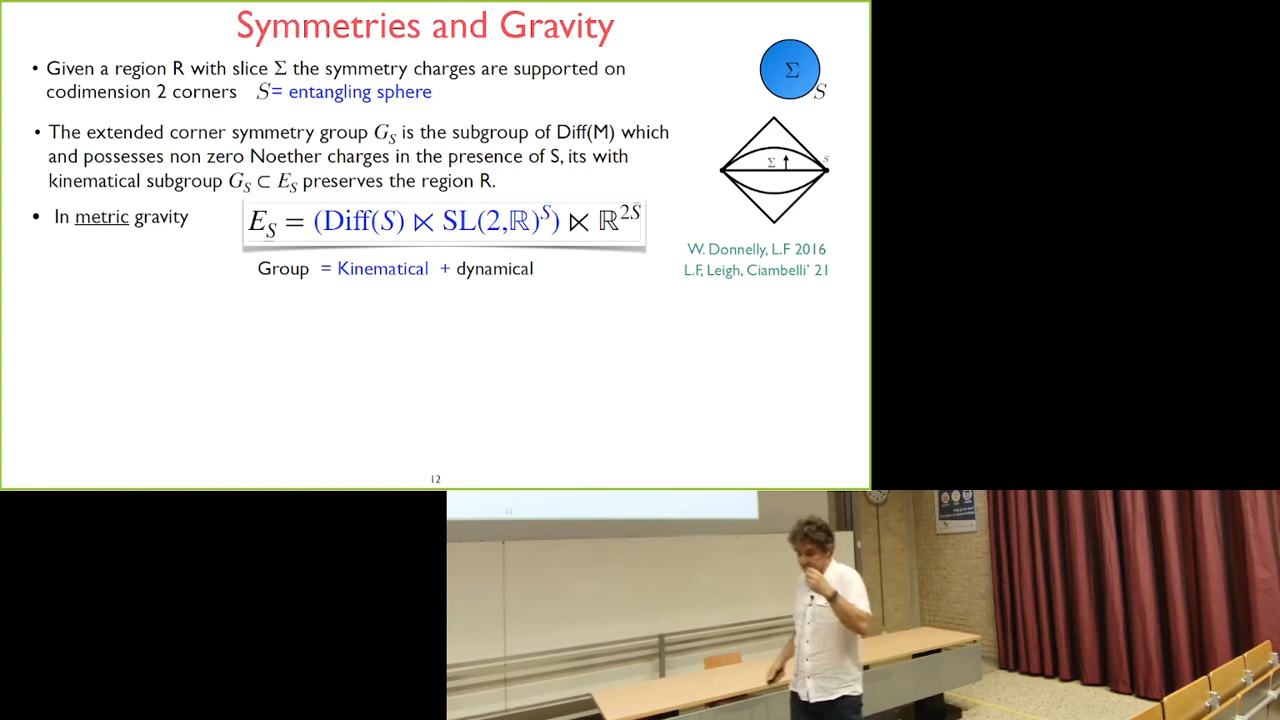 Symmetries and Gravity
• Given a region R with slice Σ the symmetry charges are supported on
codimension 2 corners S= entangling sphere
Σ
S
• The extended corner symmetry group G_S is the subgroup of Diff(M) which
and possesses non zero Noether charges in the presence of S, its with
kinematical subgroup G_S ⊂ E_S preserves the region R.
Σ
S
• In metric gravity
E_S = (Diff(S) ⋉ SL(2,ℝ)^S) ⋉ ℝ^{2S}
Group = Kinematical + dynamical
W. Donnelly, L.F 2016
L.F, Leigh, Ciambelli' 21
12
12